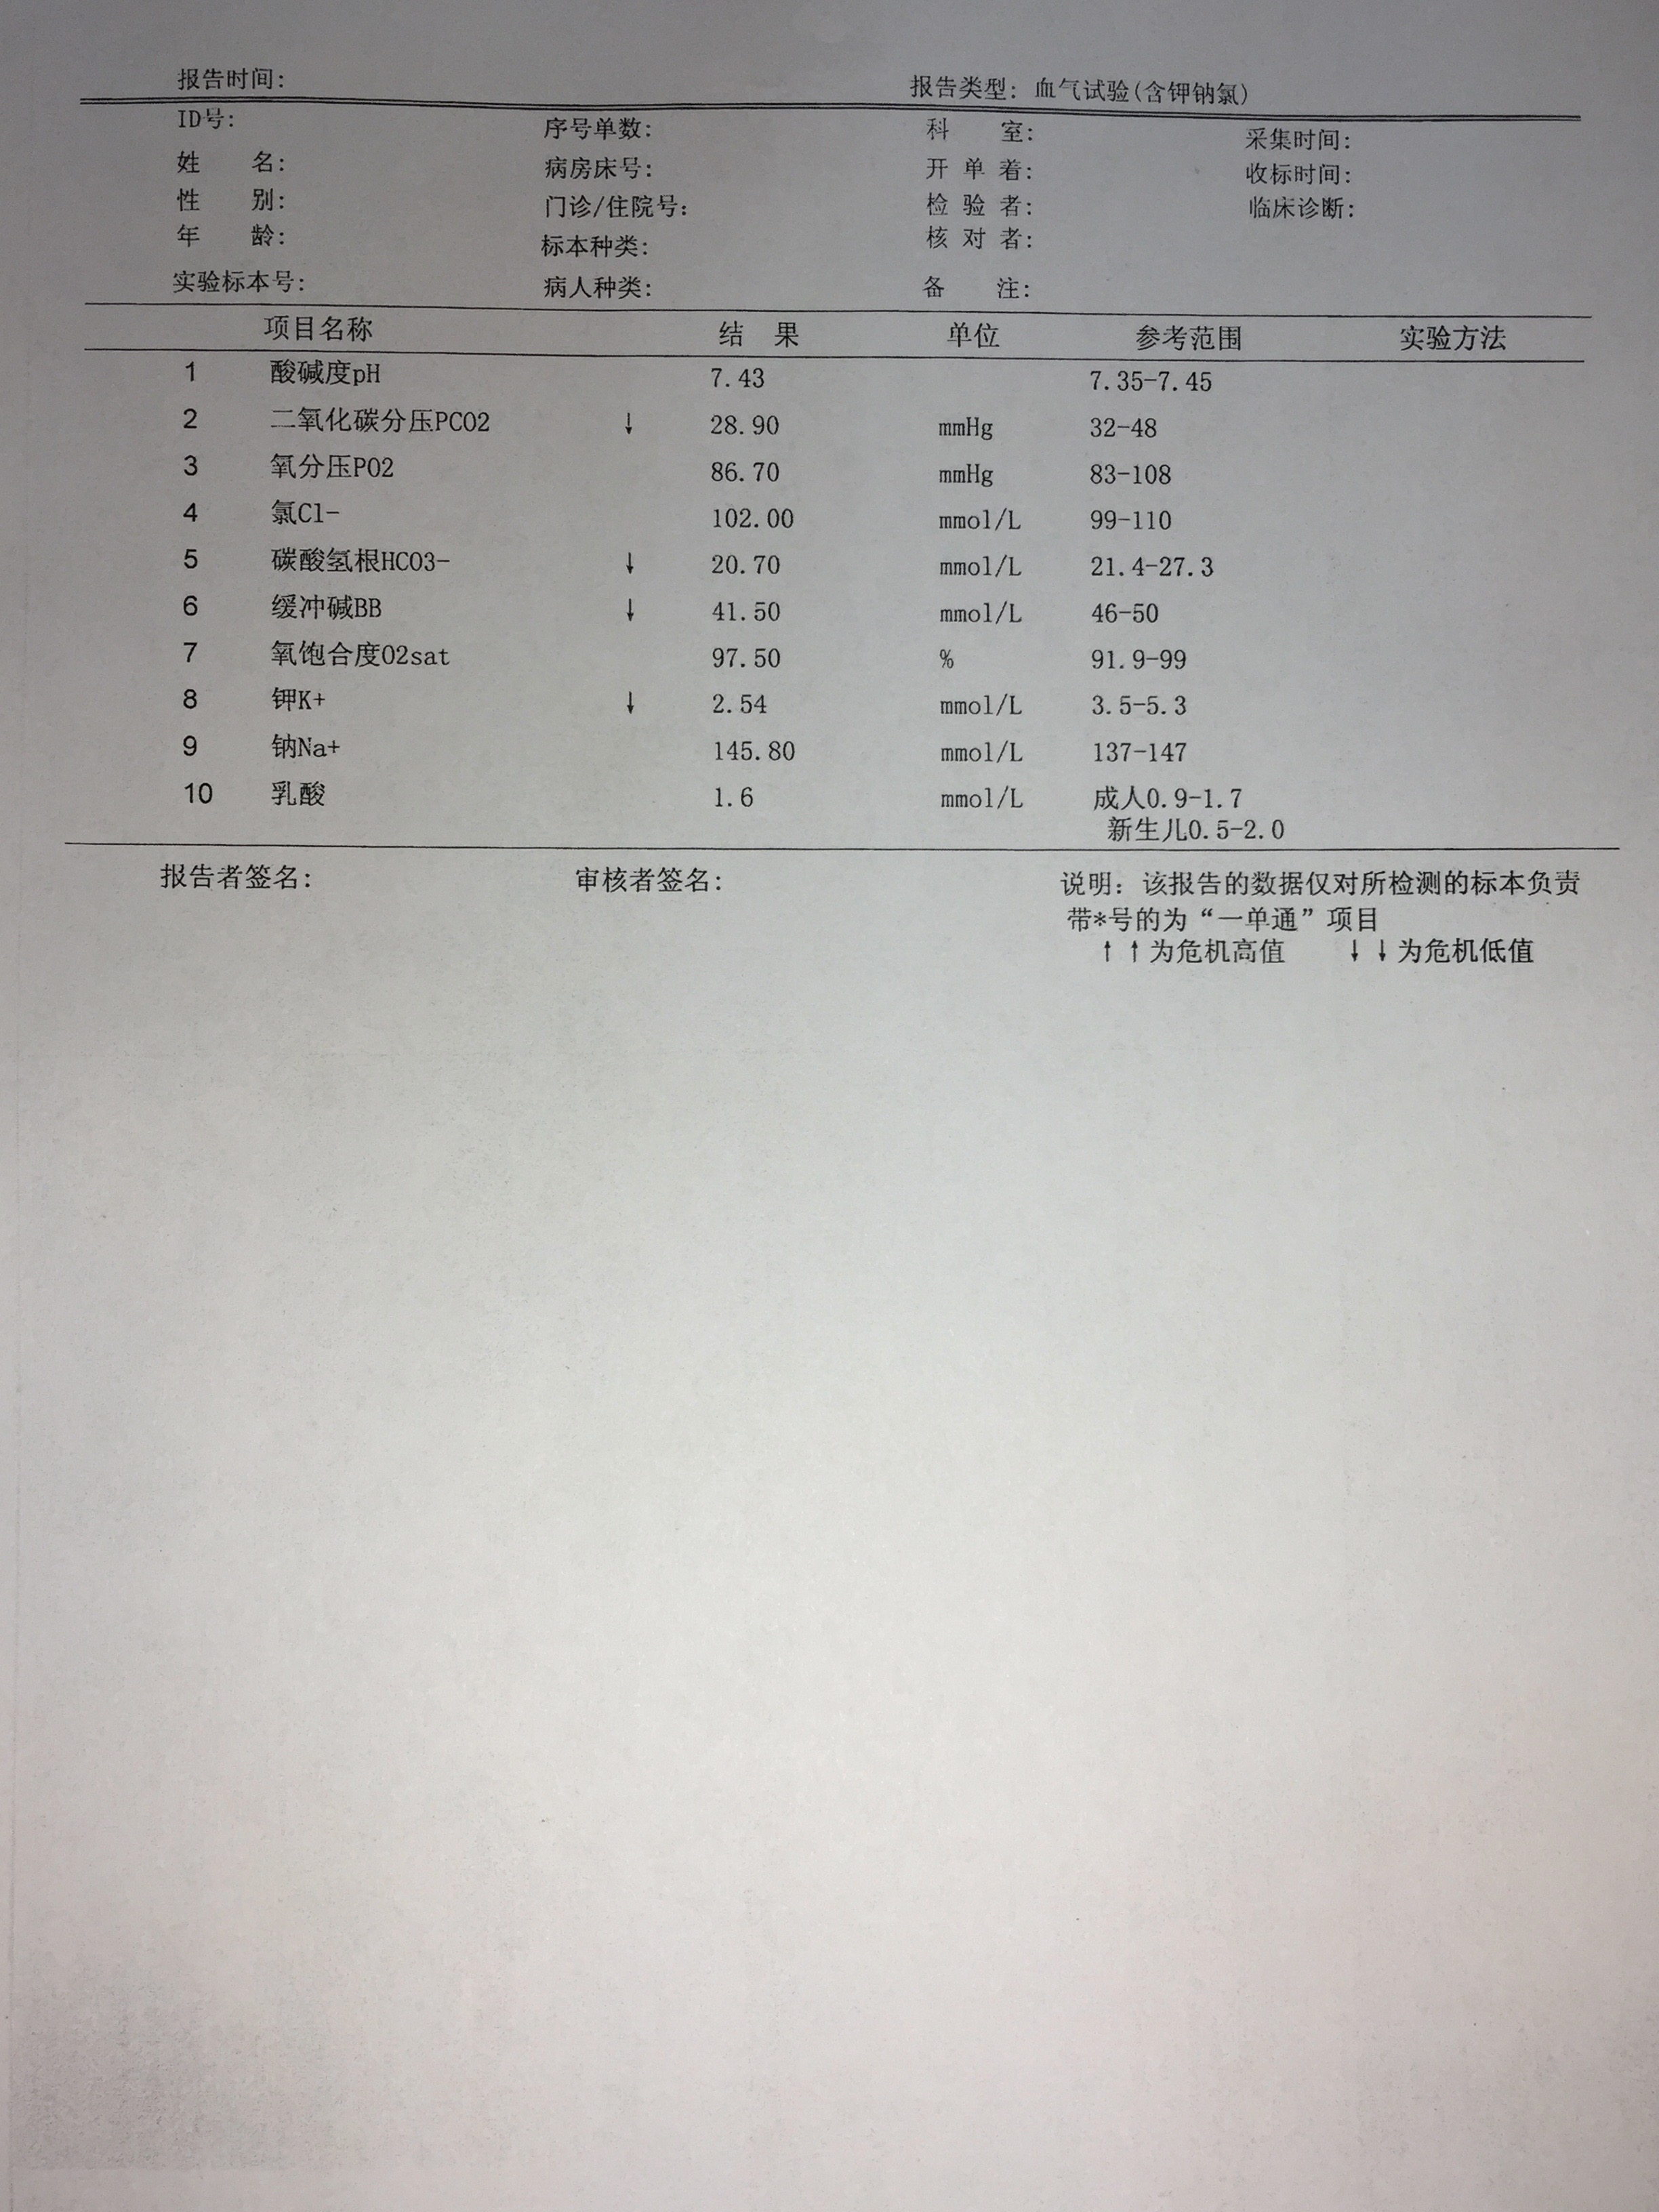 报告时间: 报告类型: 血气试验(含钾钠氯)
ID号: 序号单数: 科 室: 采集时间:
姓 名: 病房床号: 开 单 着: 收标时间:
性 别: 门诊/住院号: 检 验 者: 临床诊断:
年 龄: 标本种类: 核 对 者:
实验标本号: 病人种类: 备 注:
项目名称 结 果 单位 参考范围 实验方法
1 酸碱度pH 7.43 7.35-7.45
2 二氧化碳分压PCO2 ↓ 28.90 mmHg 32-48
3 氧分压PO2 86.70 mmHg 83-108
4 氯Cl- 102.00 mmol/L 99-110
5 碳酸氢根HCO3- ↓ 20.70 mmol/L 21.4-27.3
6 缓冲碱BB ↓ 41.50 mmol/L 46-50
7 氧饱合度O2sat 97.50 % 91.9-99
8 钾K+ ↓ 2.54 mmol/L 3.5-5.3
9 钠Na+ 145.80 mmol/L 137-147
10 乳酸 1.6 mmol/L 成人0.9-1.7
新生儿0.5-2.0
报告者签名: 审核者签名: 说明: 该报告的数据仅对所检测的标本负责
带*号的为“一单通”项目
↑↑为危机高值 ↓↓为危机低值